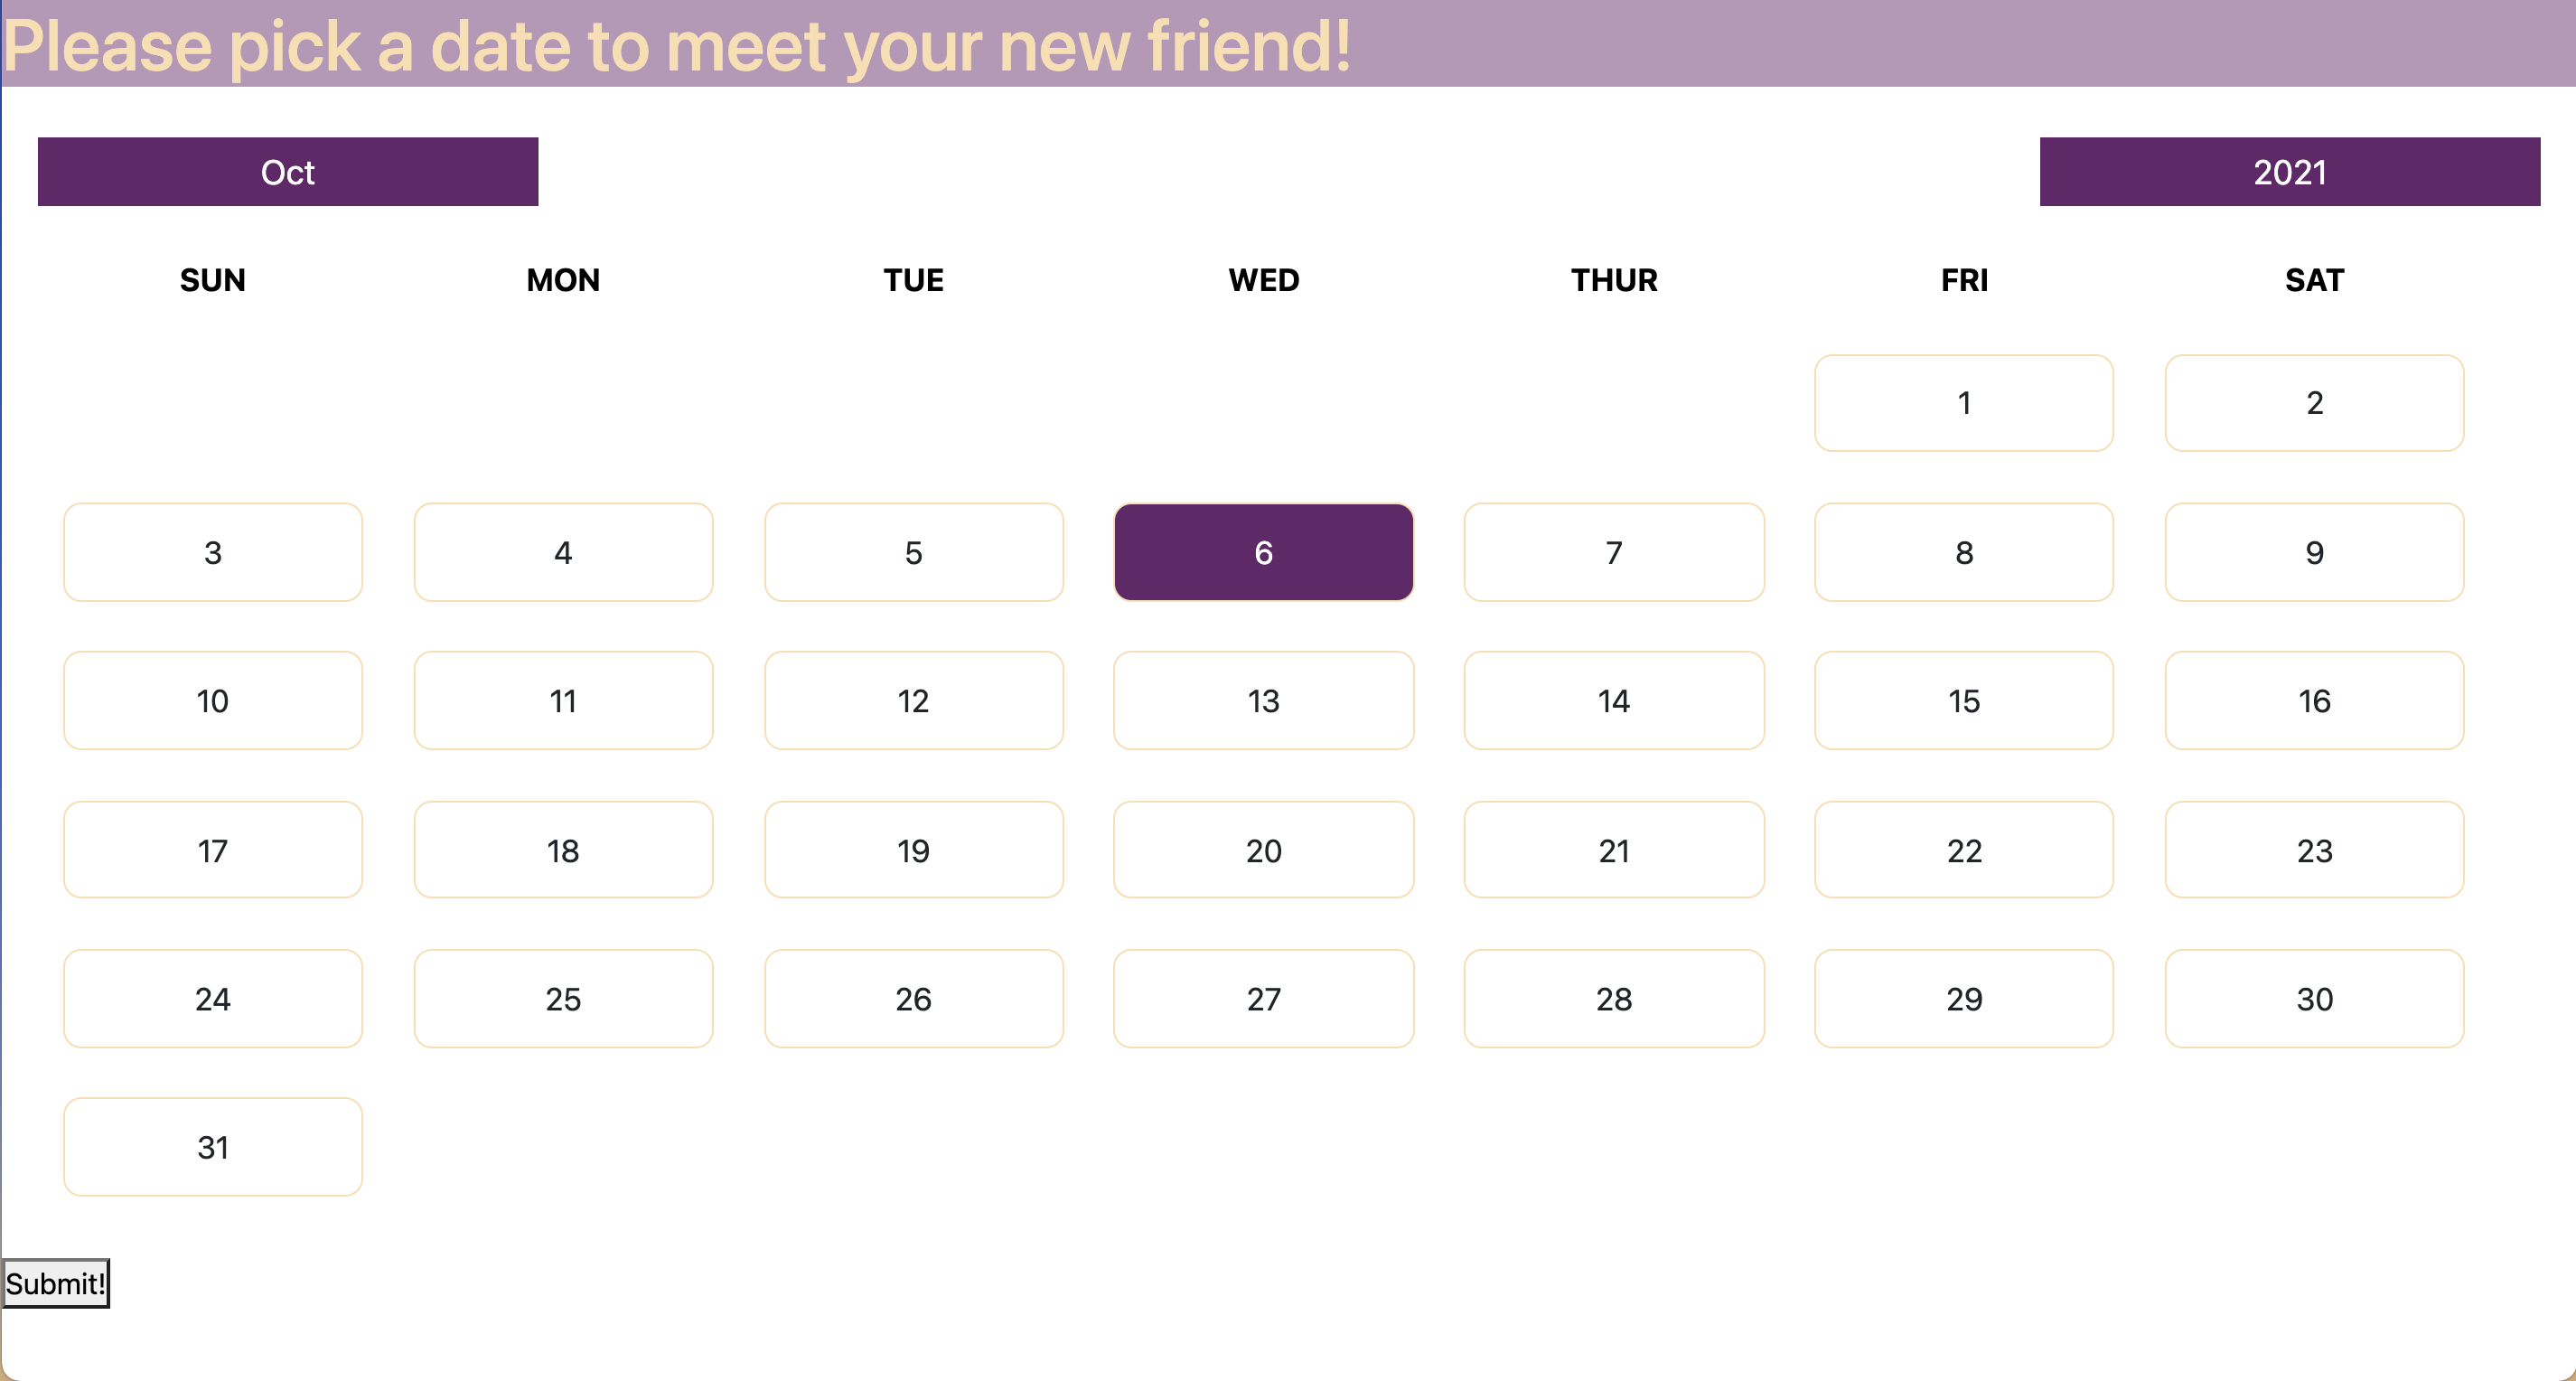 Please pick a date to meet your new friend!
Oct 2021
SUN MON TUE WED THUR FRI SAT
1 2
3 4 5 6 7 8 9
10 11 12 13 14 15 16
17 18 19 20 21 22 23
24 25 26 27 28 29 30
31
Submit!